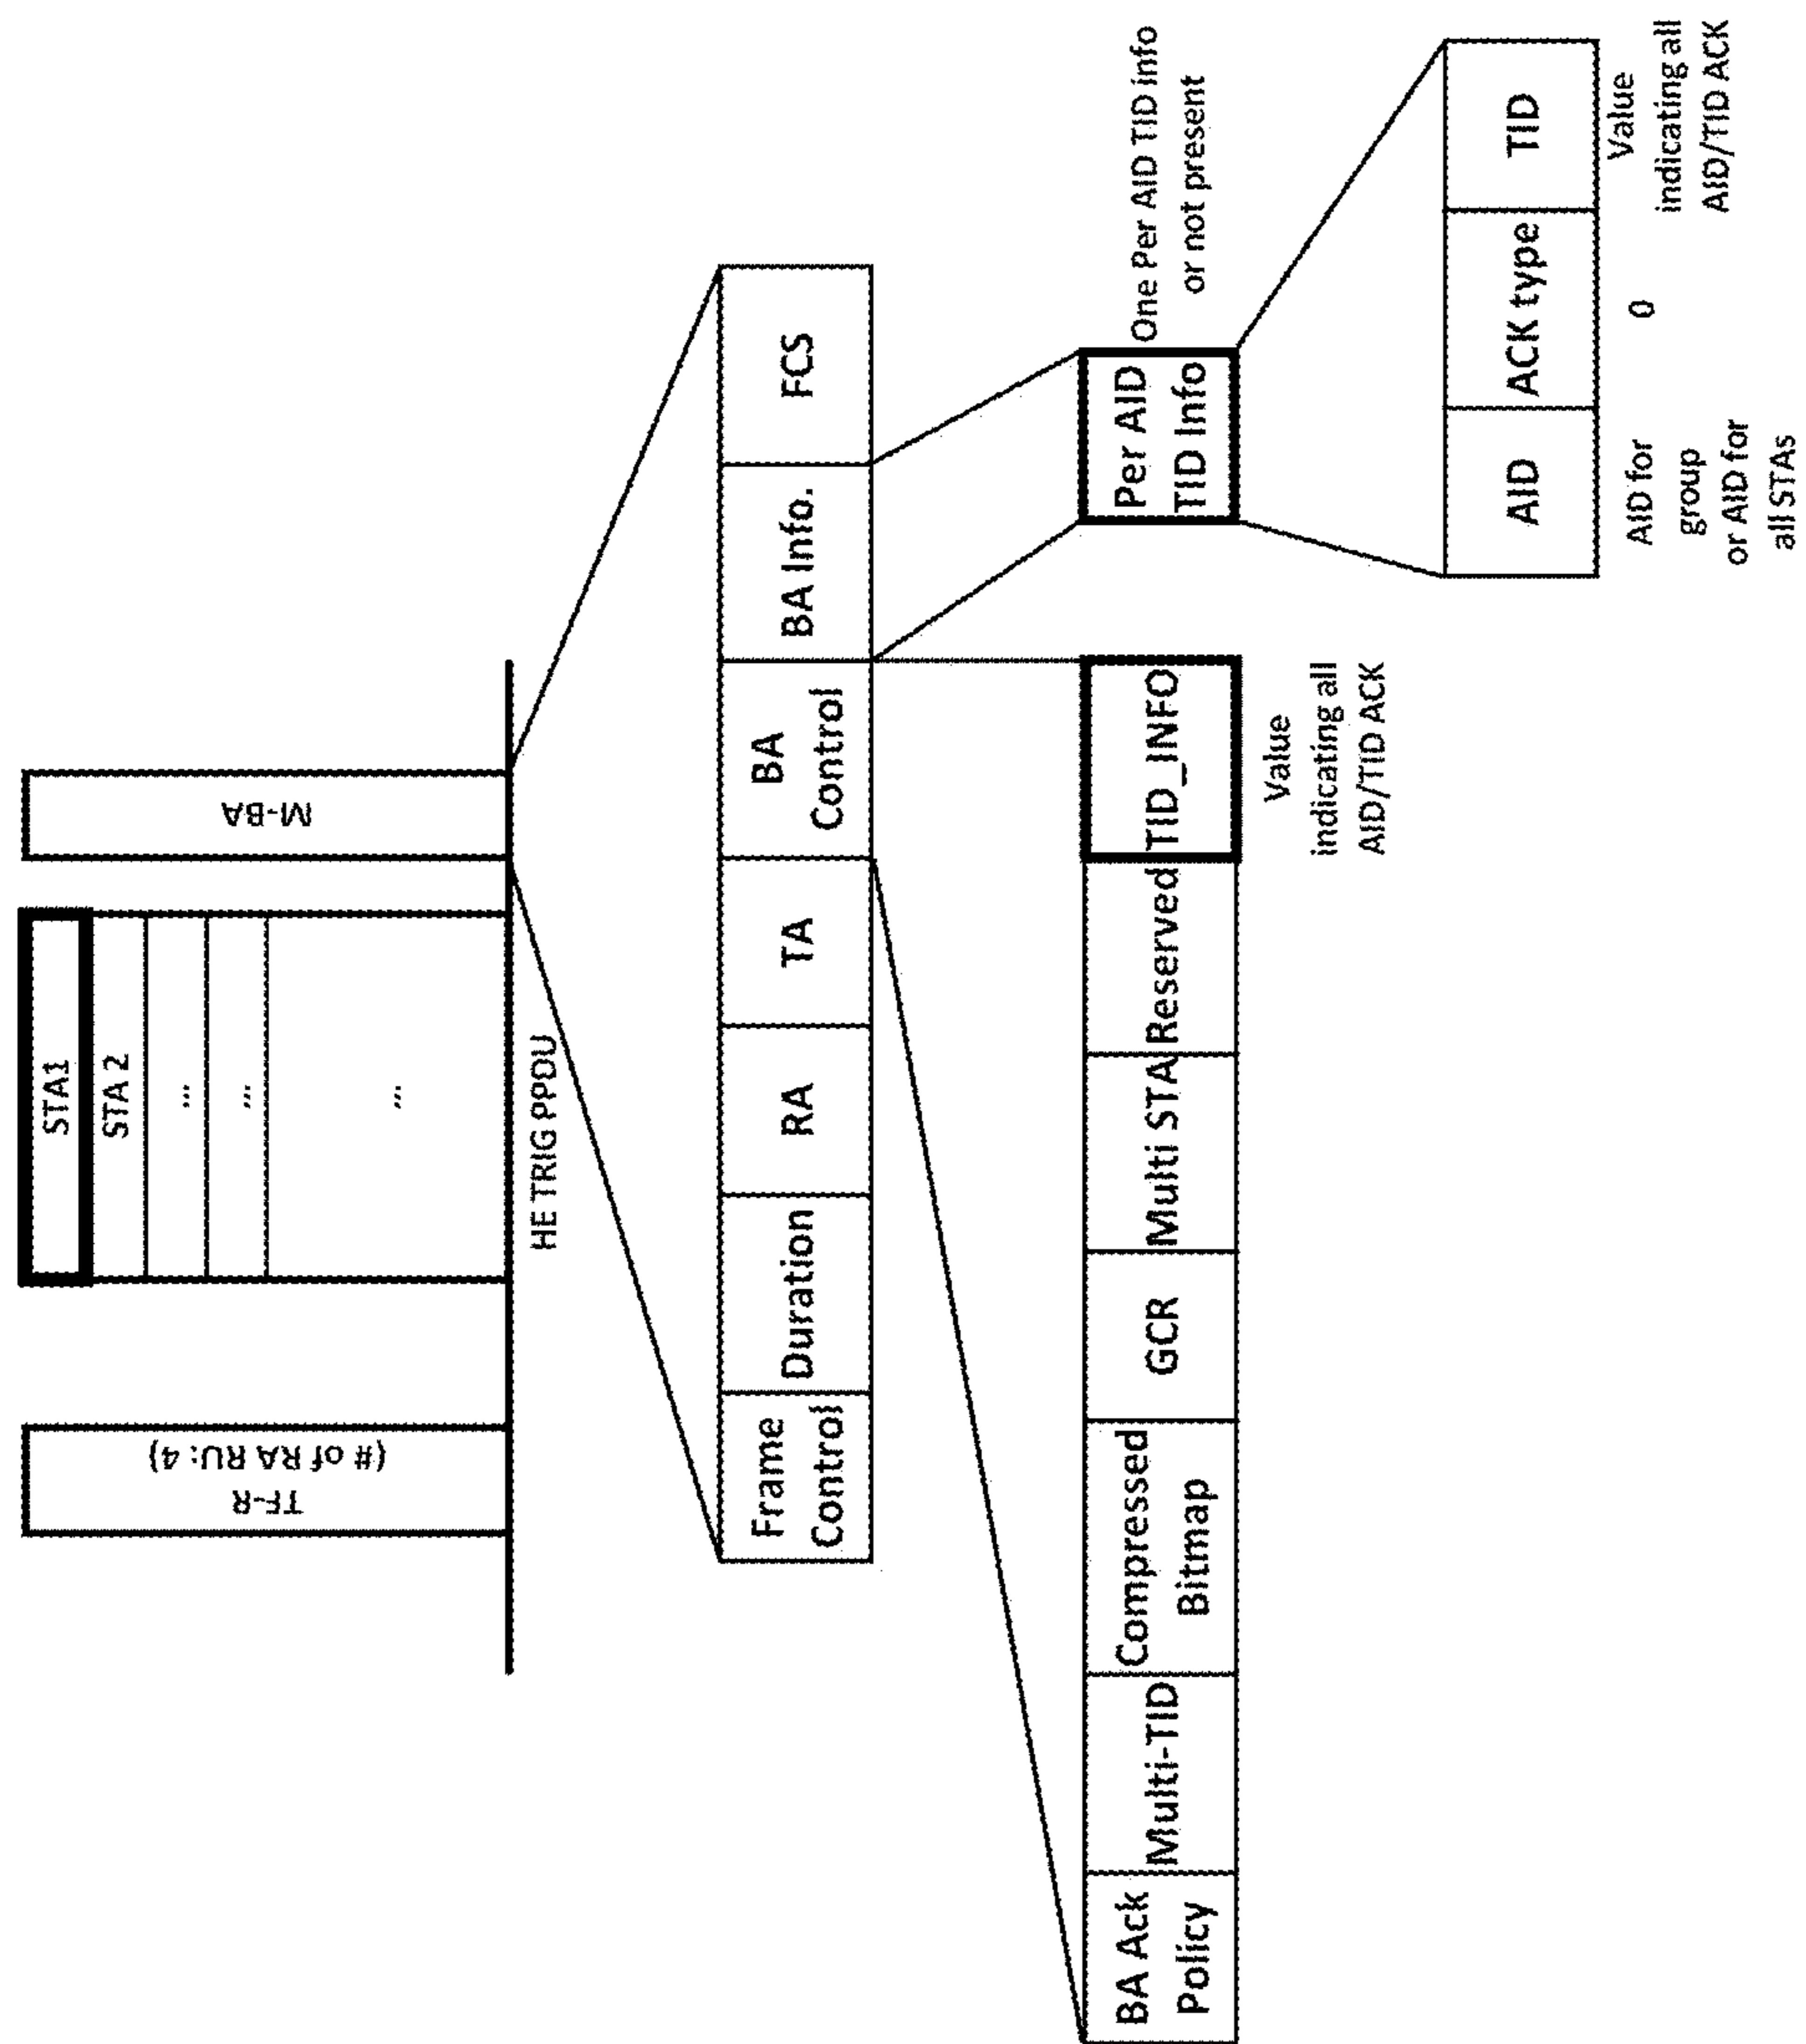 TF-R
(# of RA RU: 4)
STA1
STA 2
...
...
...
HE TRIG PPDU
M-BA
Frame
Control
Duration
RA
TA
BA
Control
BA Info.
FCS
BA Ack
Policy
Multi-TID
Compressed
Bitmap
GCR
Multi STA
Reserved
TID_INFO
Value
indicating all
AID/TID ACK
Per AID
TID Info
One Per AID TID info
or not present
AID
ACK type
TID
AID for
group
or AID for
all STAs
0
Value
indicating all
AID/TID ACK